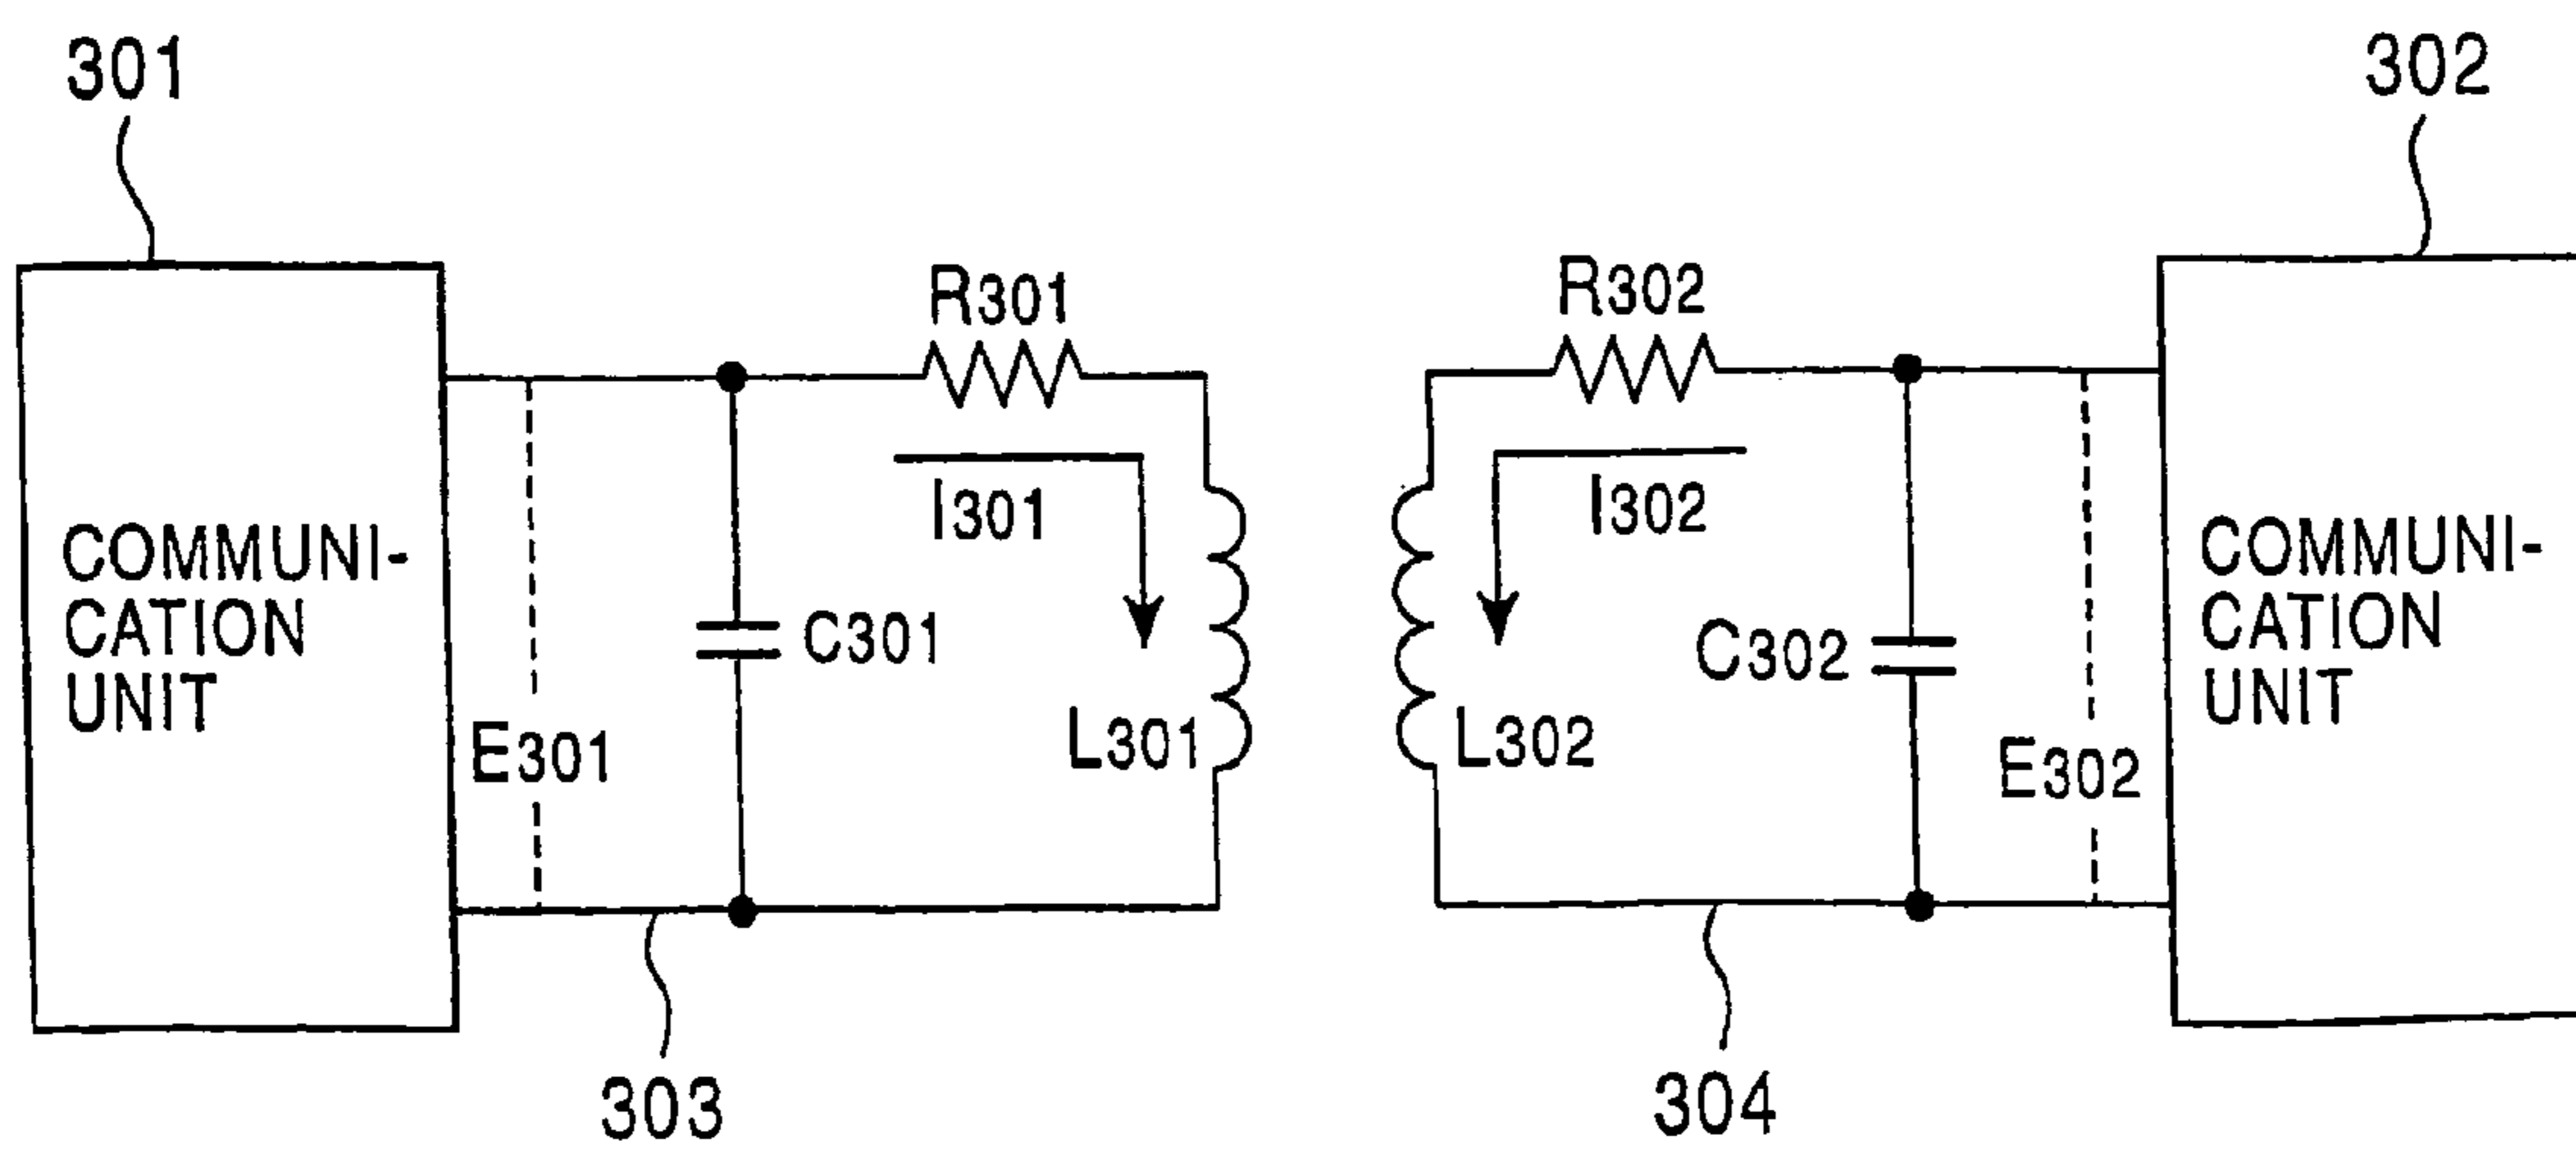 301
302
R301
R302
I301
I302
COMMUNI-
CATION
UNIT
C301
C302
COMMUNI-
CATION
UNIT
E301
L301
L302
E302
303
304